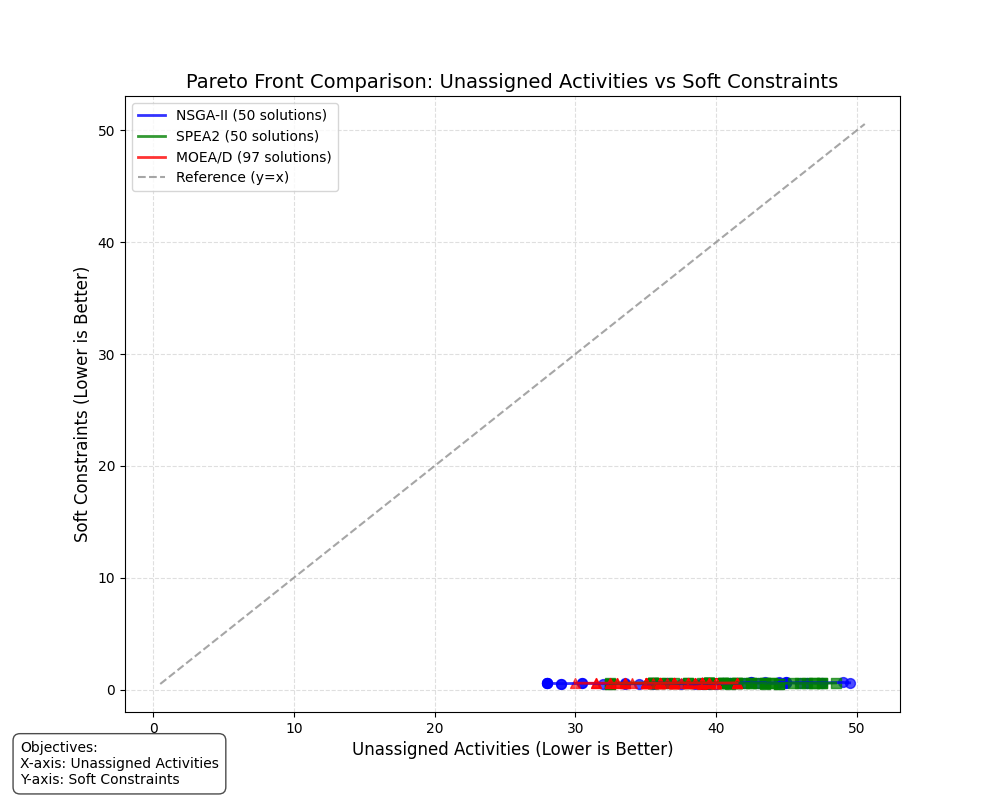 Pareto Front Comparison: Unassigned Activities vs Soft Constraints
NSGA-II (50 solutions)
SPEA2 (50 solutions)
MOEA/D (97 solutions)
Reference (y=x)
Soft Constraints (Lower is Better)
50
40
30
20
10
0
0 10 20 30 40 50
Unassigned Activities (Lower is Better)
Objectives:
X-axis: Unassigned Activities
Y-axis: Soft Constraints